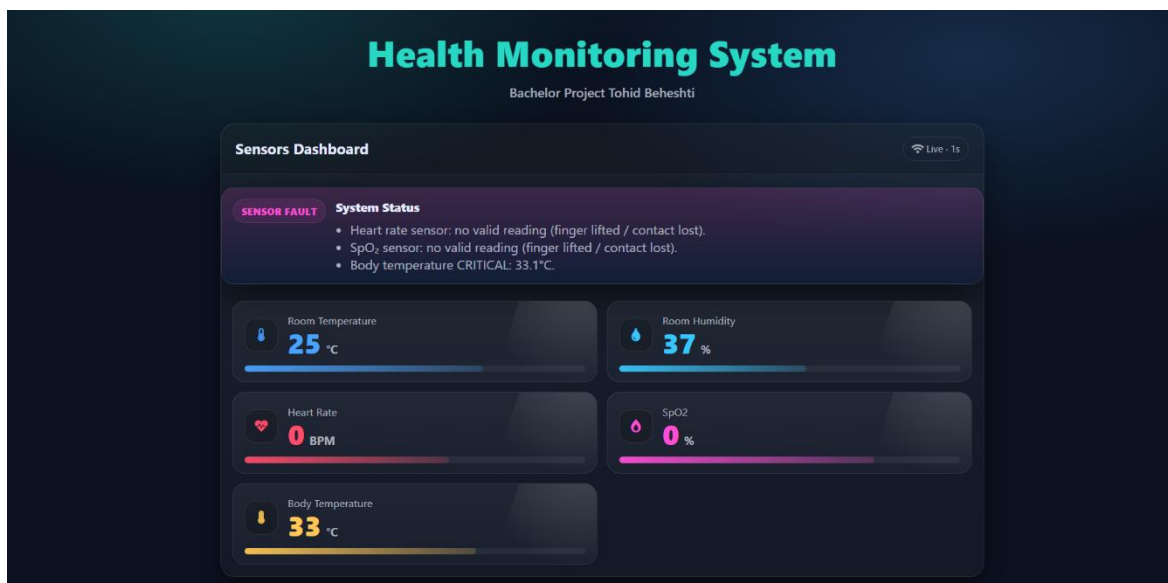 Health Monitoring System
Bachelor Project Tohid Beheshti
Sensors Dashboard
Live · 1s
SENSOR FAULT
System Status
• Heart rate sensor: no valid reading (finger lifted / contact lost).
• SpO₂ sensor: no valid reading (finger lifted / contact lost).
• Body temperature CRITICAL: 33.1°C.
Room Temperature
25 °C
Room Humidity
37 %
Heart Rate
0 BPM
SpO2
0 %
Body Temperature
33 °C